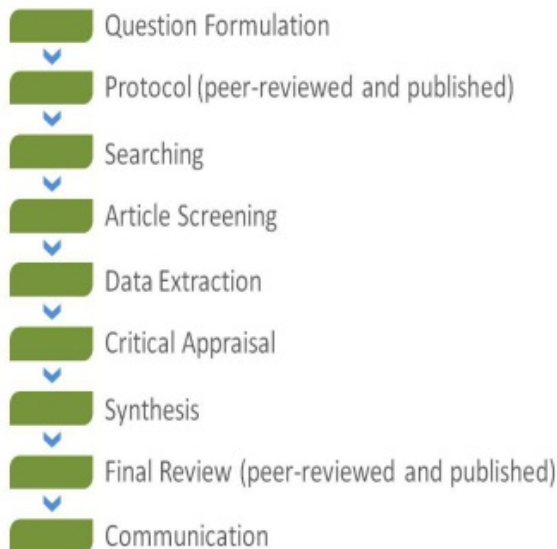 Question Formulation
Protocol (peer-reviewed and published)
Searching
Article Screening
Data Extraction
Critical Appraisal
Synthesis
Final Review (peer-reviewed and published)
Communication